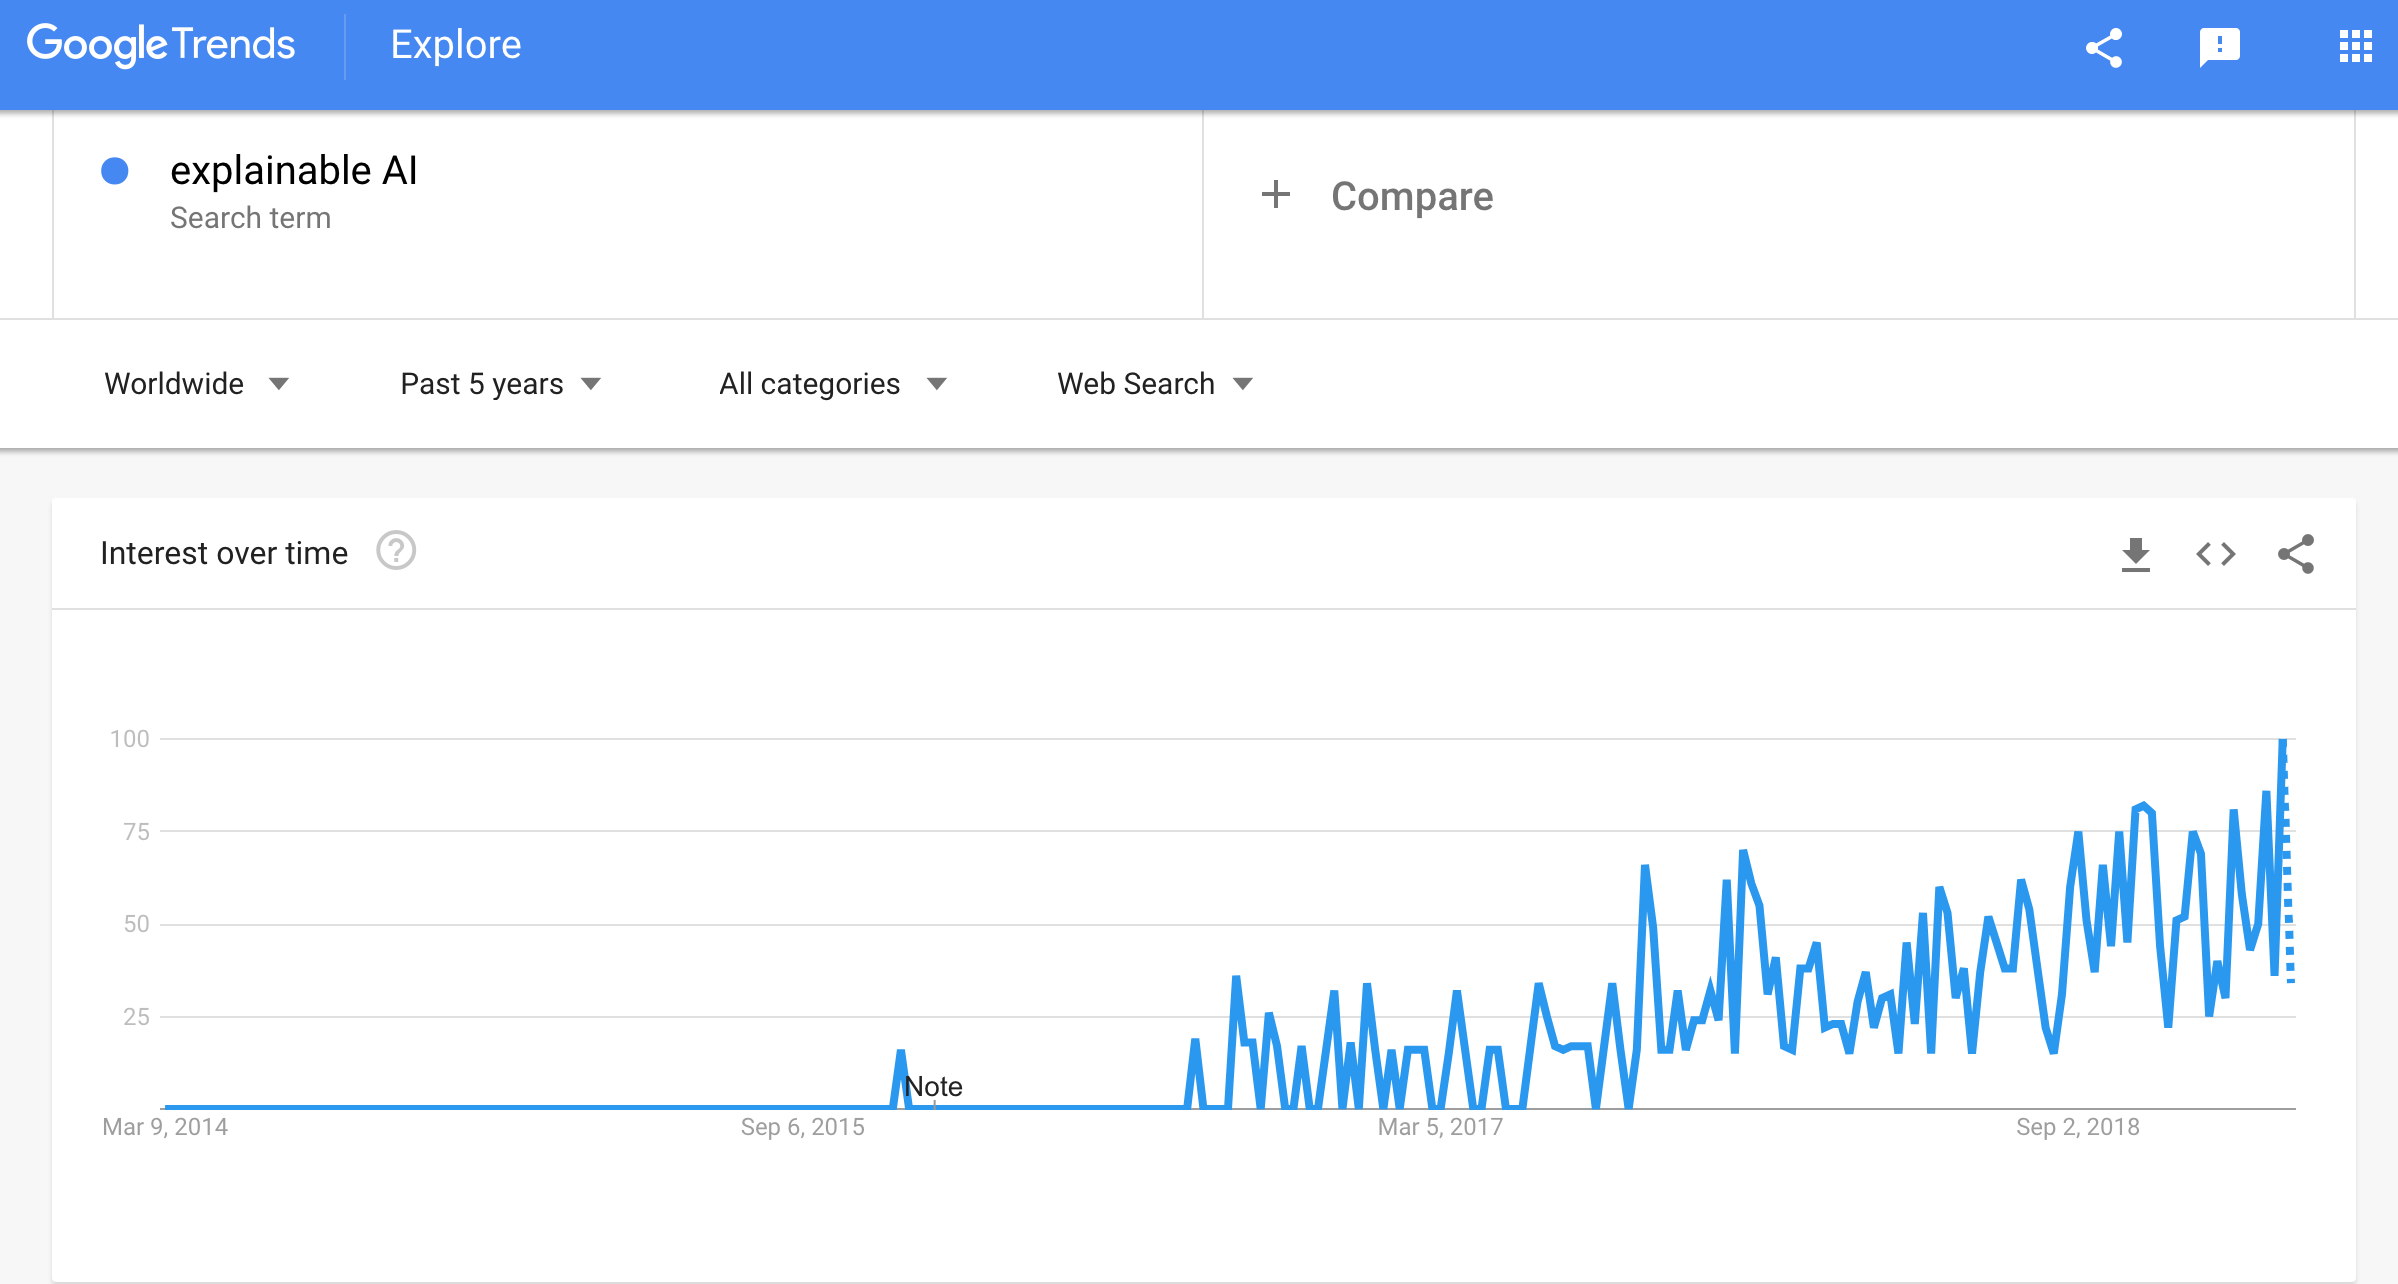 Google Trends Explore
explainable AI
Search term
+ Compare
Worldwide Past 5 years All categories Web Search
Interest over time ?
100
75
50
25
Note
Mar 9, 2014 Sep 6, 2015 Mar 5, 2017 Sep 2, 2018